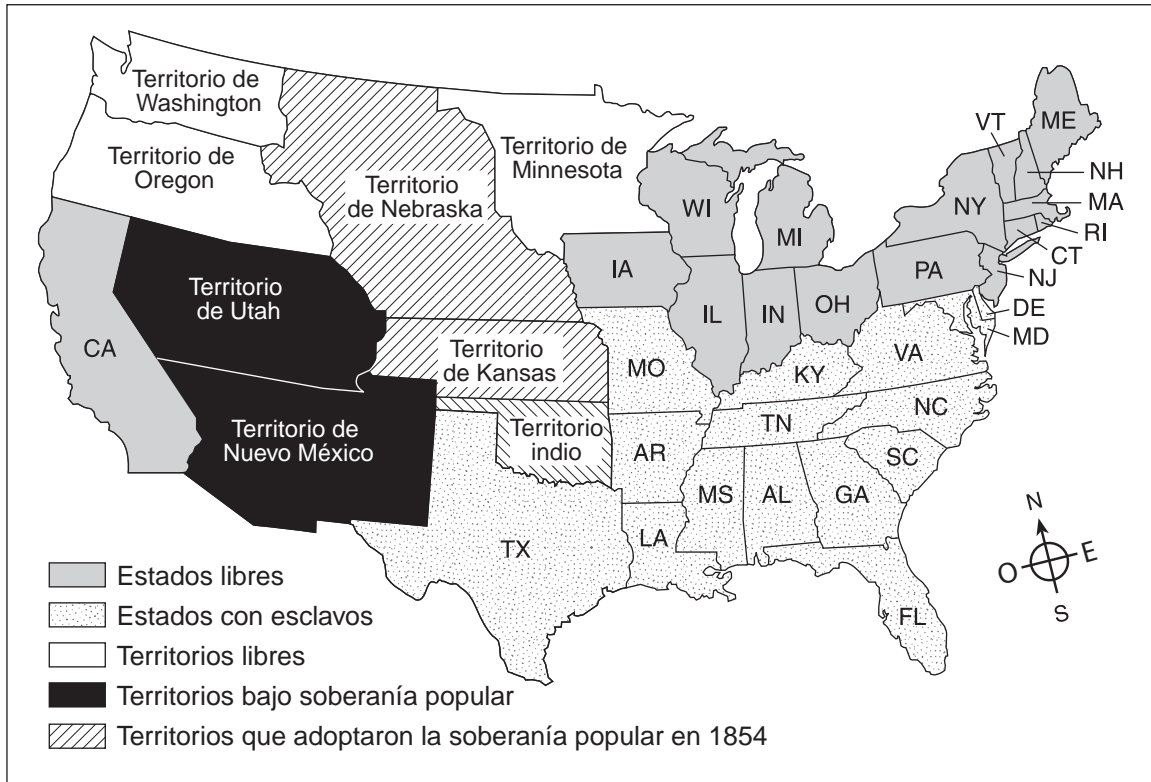 Territorio de
Washington
Territorio de
Oregon
Territorio
de Nebraska
Territorio de
Minnesota
Territorio
de Utah
Territorio
de Kansas
Territorio de
Nuevo México
Territorio
indio
CA
TX
IA
MO
AR
LA
WI
IL
MI
IN
OH
KY
TN
MS
AL
GA
FL
SC
NC
VA
PA
NY
VT
ME
NH
MA
RI
CT
NJ
DE
MD
N
O
E
S
Estados libres
Estados con esclavos
Territorios libres
Territorios bajo soberanía popular
Territorios que adoptaron la soberanía popular en 1854